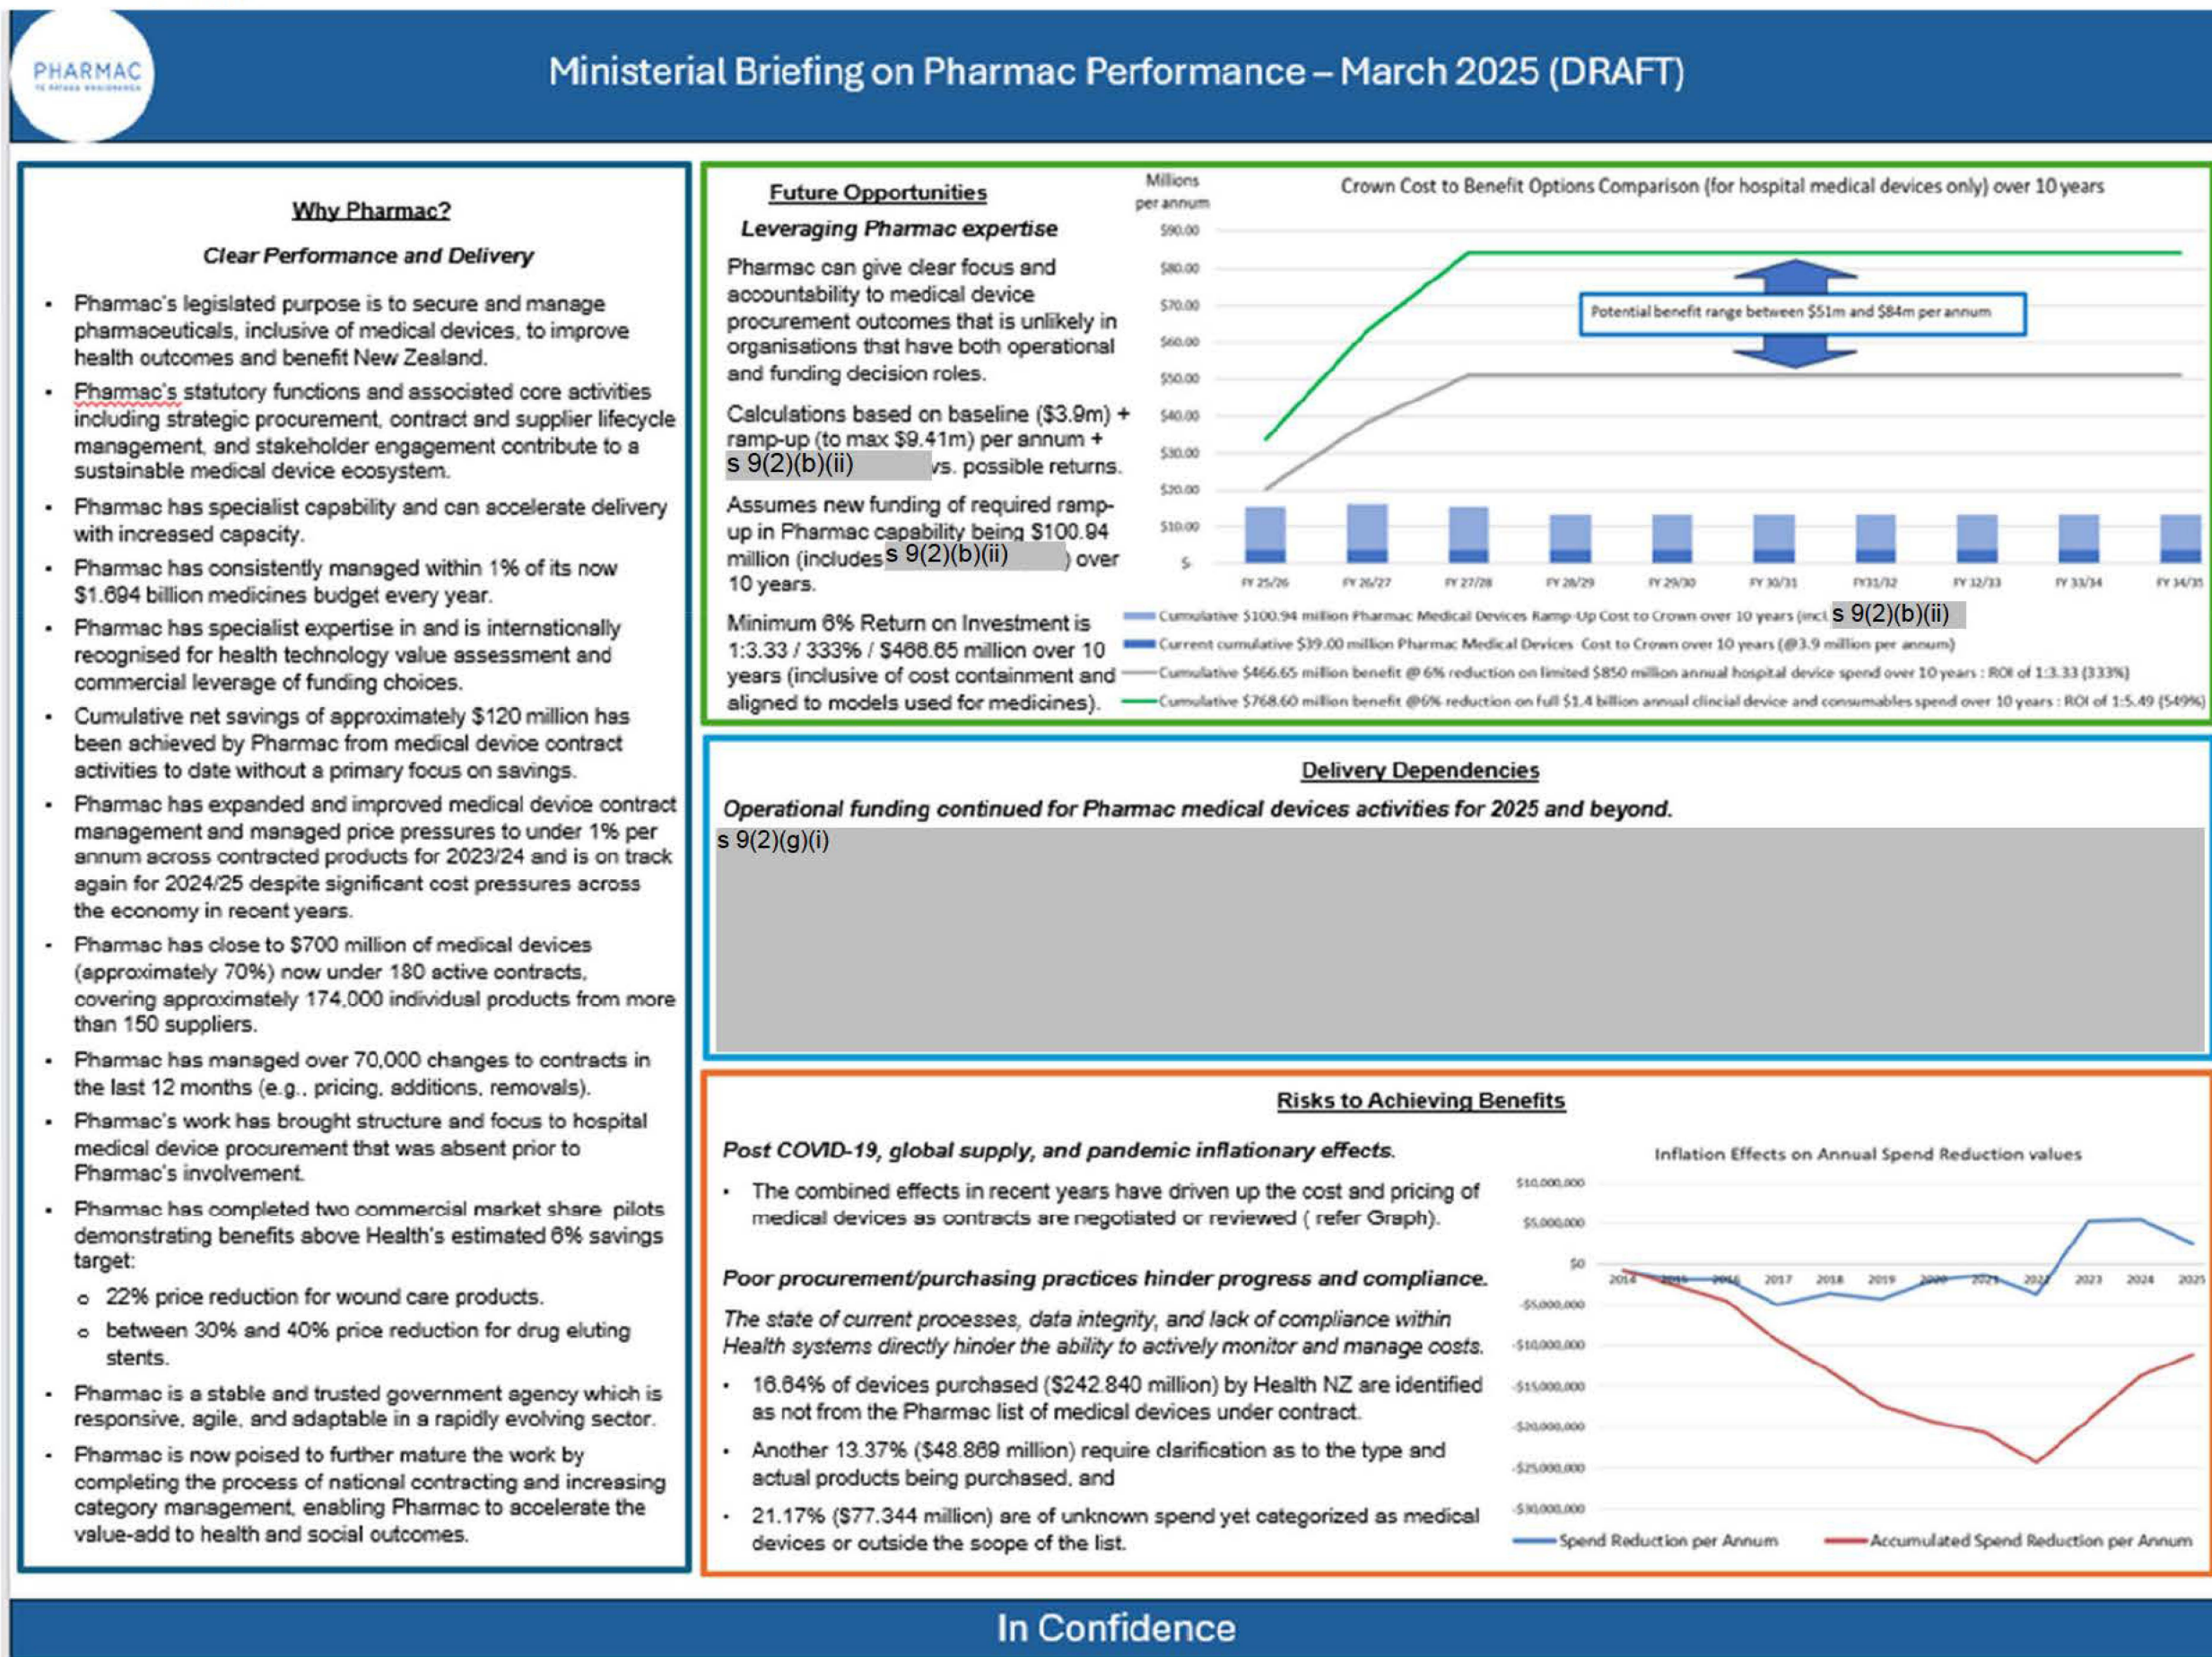 PHARMAC
TE PĀTAKA WHAIORANGA
Ministerial Briefing on Pharmac Performance – March 2025 (DRAFT)
Why Pharmac?
Clear Performance and Delivery
• Pharmac's legislated purpose is to secure and manage
pharmaceuticals, inclusive of medical devices, to improve
health outcomes and benefit New Zealand.
• Pharmac's statutory functions and associated core activities
including strategic procurement, contract and supplier lifecycle
management, and stakeholder engagement contribute to a
sustainable medical device ecosystem.
• Pharmac has specialist capability and can accelerate delivery
with increased capacity.
• Pharmac has consistently managed within 1% of its now
$1.694 billion medicines budget every year.
• Pharmac has specialist expertise in and is internationally
recognised for health technology value assessment and
commercial leverage of funding choices.
• Cumulative net savings of approximately $120 million has
been achieved by Pharmac from medical device contract
activities to date without a primary focus on savings.
• Pharmac has expanded and improved medical device contract
management and managed price pressures to under 1% per
annum across contracted products for 2023/24 and is on track
again for 2024/25 despite significant cost pressures across
the economy in recent years.
• Pharmac has close to $700 million of medical devices
(approximately 70%) now under 180 active contracts,
covering approximately 174,000 individual products from more
than 150 suppliers.
• Pharmac has managed over 70,000 changes to contracts in
the last 12 months (e.g., pricing, additions, removals).
• Pharmac's work has brought structure and focus to hospital
medical device procurement that was absent prior to
Pharmac's involvement.
• Pharmac has completed two commercial market share pilots
demonstrating benefits above Health's estimated 6% savings
target:
o 22% price reduction for wound care products.
o between 30% and 40% price reduction for drug eluting
stents.
• Pharmac is a stable and trusted government agency which is
responsive, agile, and adaptable in a rapidly evolving sector.
• Pharmac is now poised to further mature the work by
completing the process of national contracting and increasing
category management, enabling Pharmac to accelerate the
value-add to health and social outcomes.
Future Opportunities
Leveraging Pharmac expertise
Pharmac can give clear focus and
accountability to medical device
procurement outcomes that is unlikely in
organisations that have both operational
and funding decision roles.
Calculations based on baseline ($3.9m) +
ramp-up (to max $9.41m) per annum +
s 9(2)(b)(ii) vs. possible returns.
Assumes new funding of required ramp-
up in Pharmac capability being $100.94
million (includes s 9(2)(b)(ii) ) over
10 years.
Minimum 6% Return on Investment is
1:3.33 / 333% / $466.65 million over 10
years (inclusive of cost containment and
aligned to models used for medicines).
Millions
per annum
Crown Cost to Benefit Options Comparison (for hospital medical devices only) over 10 years
$90.00
$80.00
$70.00
$60.00
$50.00
$40.00
$30.00
$20.00
$10.00
$-
Potential benefit range between $51m and $84m per annum
FY 25/26 FY 26/27 FY 27/28 FY 28/29 FY 29/30 FY 30/31 FY31/32 FY 32/33 FY 33/34 FY 34/35
Cumulative $100.94 million Pharmac Medical Devices Ramp-Up Cost to Crown over 10 years (incl s 9(2)(b)(ii)
Current cumulative $39.00 million Pharmac Medical Devices Cost to Crown over 10 years (@3.9 million per annum)
Cumulative $466.65 million benefit @ 6% reduction on limited $850 million annual hospital device spend over 10 years : ROI of 1:3.33 (333%)
Cumulative $768.60 million benefit @6% reduction on full $1.4 billion annual clincial device and consumables spend over 10 years : ROI of 1:5.49 (549%)
Delivery Dependencies
Operational funding continued for Pharmac medical devices activities for 2025 and beyond.
s 9(2)(g)(i)
Risks to Achieving Benefits
Post COVID-19, global supply, and pandemic inflationary effects.
• The combined effects in recent years have driven up the cost and pricing of
medical devices as contracts are negotiated or reviewed ( refer Graph).
Poor procurement/purchasing practices hinder progress and compliance.
The state of current processes, data integrity, and lack of compliance within
Health systems directly hinder the ability to actively monitor and manage costs.
• 16.64% of devices purchased ($242.840 million) by Health NZ are identified
as not from the Pharmac list of medical devices under contract.
• Another 13.37% ($48.869 million) require clarification as to the type and
actual products being purchased, and
• 21.17% ($77.344 million) are of unknown spend yet categorized as medical
devices or outside the scope of the list.
Inflation Effects on Annual Spend Reduction values
$10,000,000
$5,000,000
$0
-$5,000,000
-$10,000,000
-$15,000,000
-$20,000,000
-$25,000,000
-$30,000,000
2014 2015 2016 2017 2018 2019 2020 2021 2022 2023 2024 2025
Spend Reduction per Annum Accumulated Spend Reduction per Annum
In Confidence